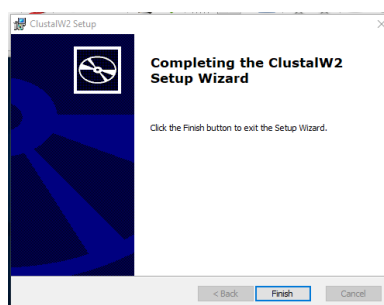 ClustalW2 Setup
Completing the ClustalW2
Setup Wizard
Click the Finish button to exit the Setup Wizard.
< Back
Finish
Cancel